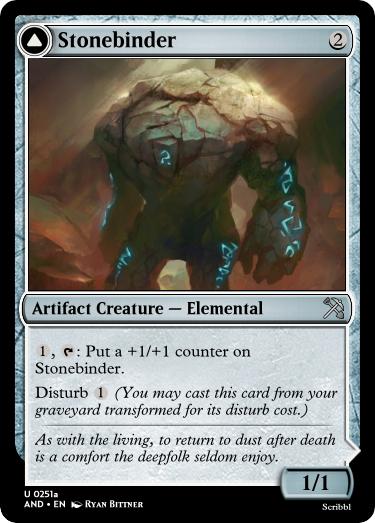 Stonebinder 2
Artifact Creature — Elemental
1, T: Put a +1/+1 counter on
Stonebinder.
Disturb 1 (You may cast this card from your
graveyard transformed for its disturb cost.)
As with the living, to return to dust after death
is a comfort the deepfolk seldom enjoy.
1/1
U 0251a
AND • EN Ryan Bittner
Scribbl